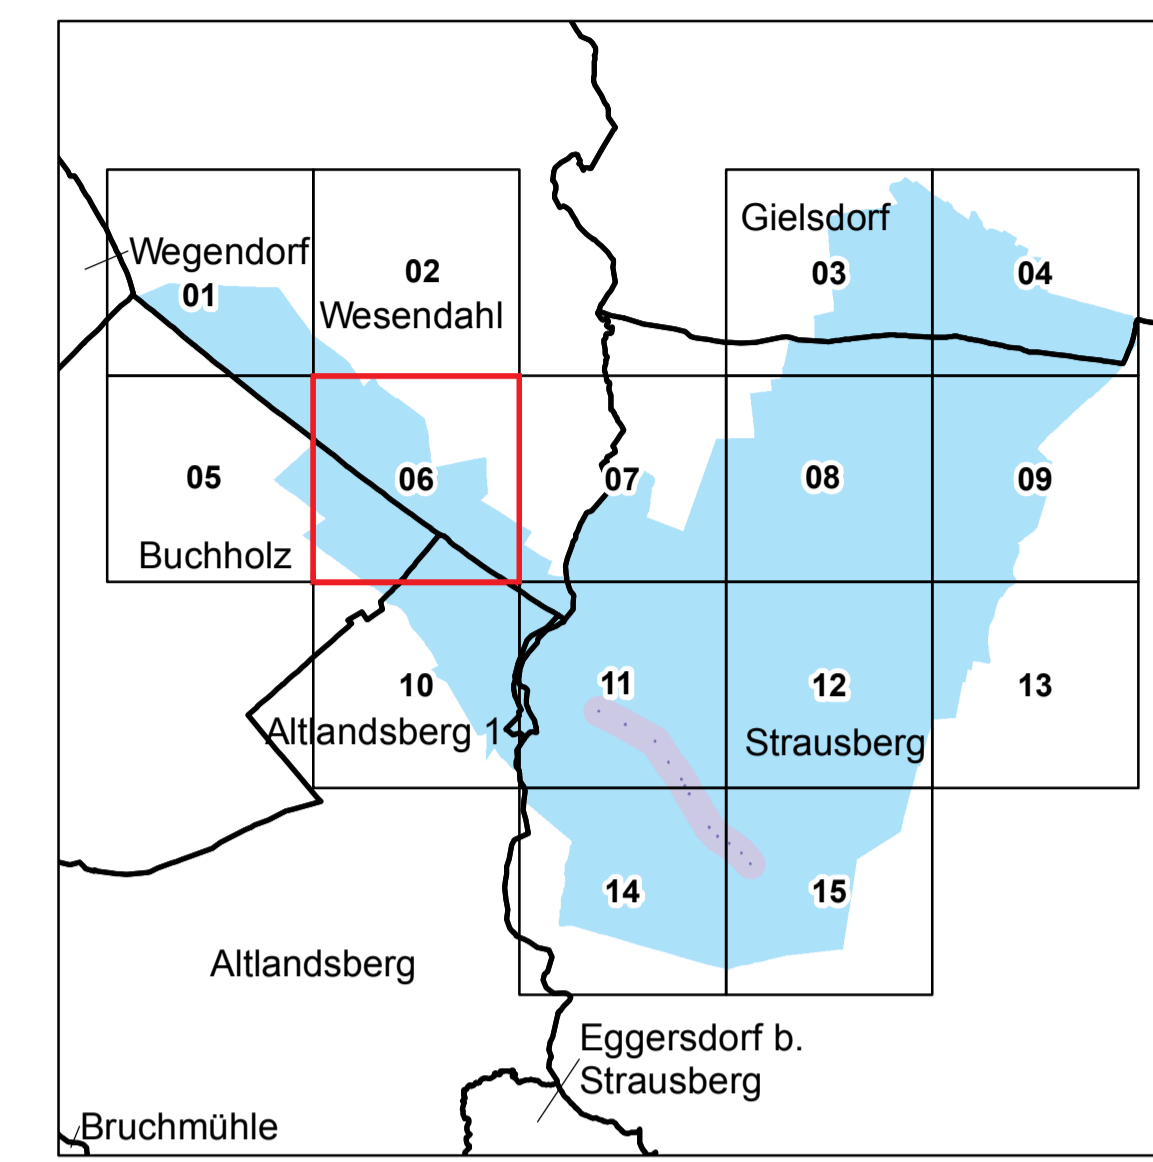 Gielsdorf
Wegendorf
01
02
03
04
Wesendahl
05
06
07
08
09
Buchholz
10
11
12
13
Altlandsberg 1
Strausberg
14
15
Altlandsberg
Eggersdorf b.
Strausberg
Bruchmühle